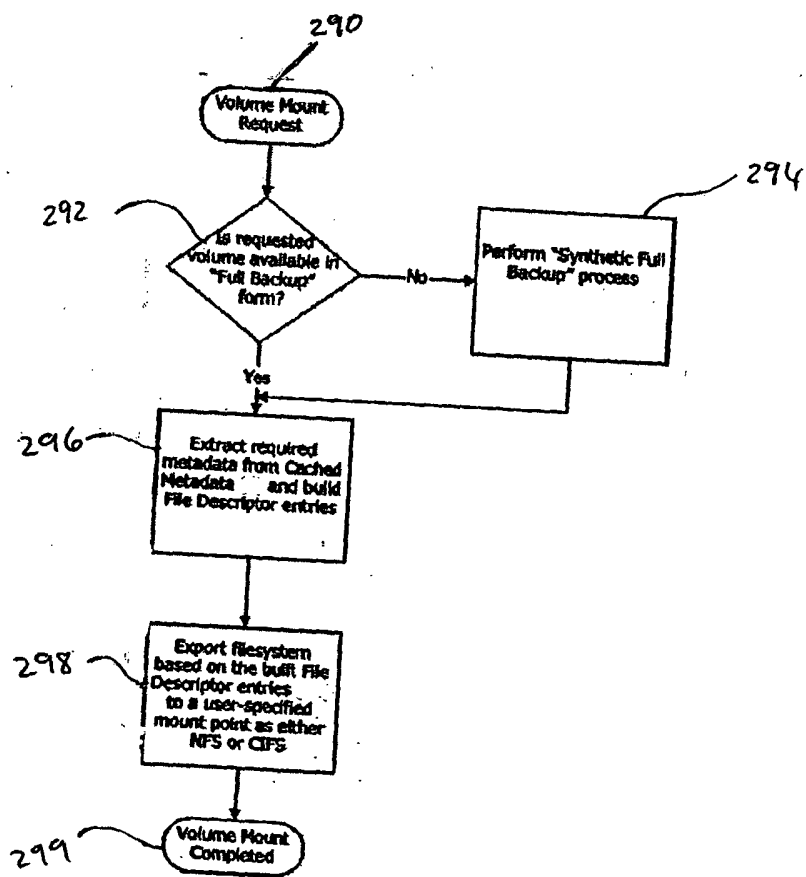 290
Volume Mount
Request
292
Is requested
volume available in
"Full Backup"
form?
No
294
Perform "Synthetic Full
Backup" process
Yes
296
Extract required
metadata from Cached
Metadata and build
File Descriptor entries
298
Export filesystem
based on the built File
Descriptor entries
to a user-specified
mount point as either
NFS or CIFS
299
Volume Mount
Completed